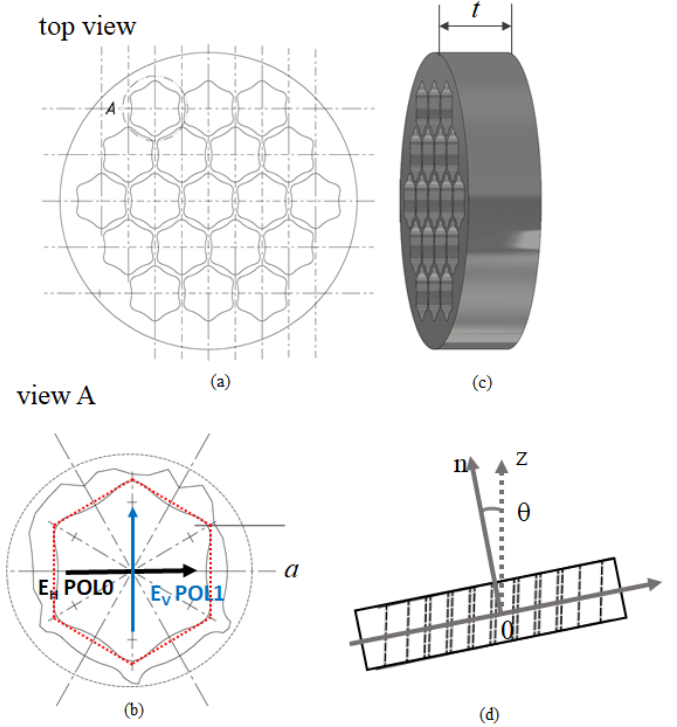 top view
t
A
(a)
(c)
view A
n
z
θ
a
E_H POL0
E_V POL1
0
(b)
(d)